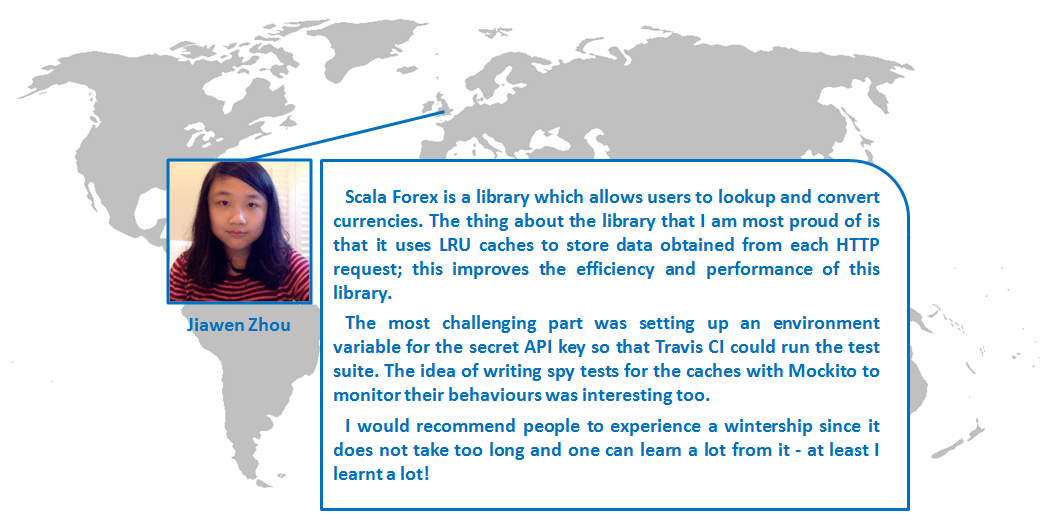 Scala Forex is a library which allows users to lookup and convert
currencies. The thing about the library that I am most proud of is
that it uses LRU caches to store data obtained from each HTTP
request; this improves the efficiency and performance of this
library.
The most challenging part was setting up an environment
variable for the secret API key so that Travis CI could run the test
suite. The idea of writing spy tests for the caches with Mockito to
monitor their behaviours was interesting too.
I would recommend people to experience a wintership since it
does not take too long and one can learn a lot from it - at least I
learnt a lot!
Jiawen Zhou